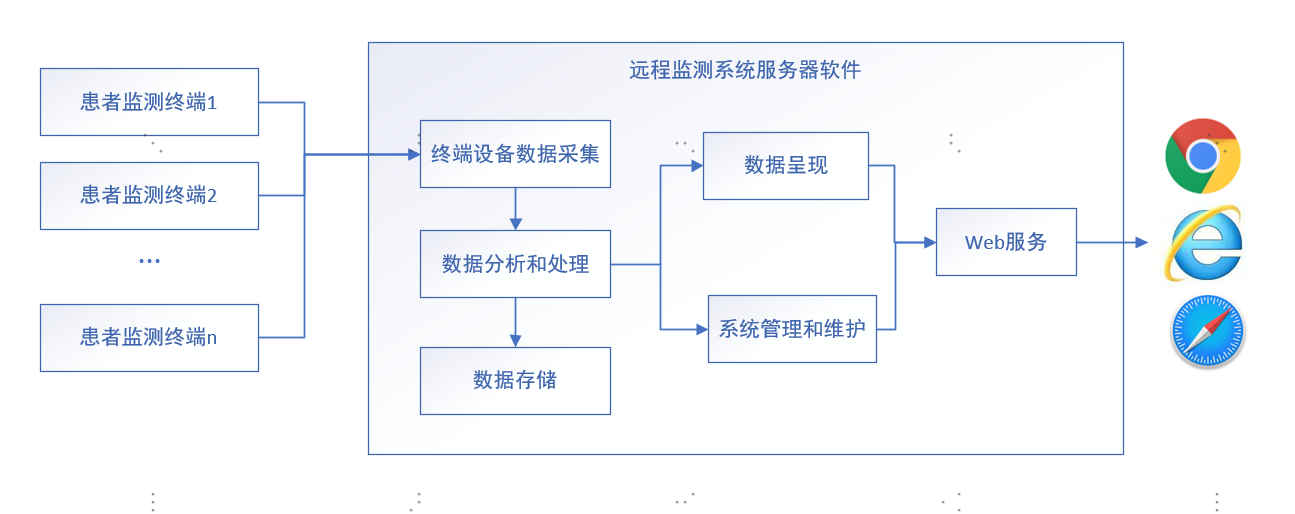 远程监测系统服务器软件
患者监测终端1
患者监测终端2
...
患者监测终端n
终端设备数据采集
数据分析和处理
数据存储
数据呈现
系统管理和维护
Web服务